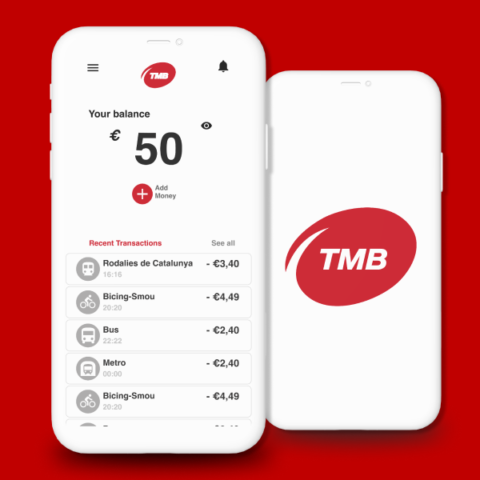 TMB
Your balance
€ 50
Add
Money
Recent Transactions See all
Rodalies de Catalunya - €3,40
16:16
Bicing-Smou - €4,49
20:20
Bus - €2,40
22:22
Metro - €2,40
00:00
Bicing-Smou - €4,49
20:20
TMB